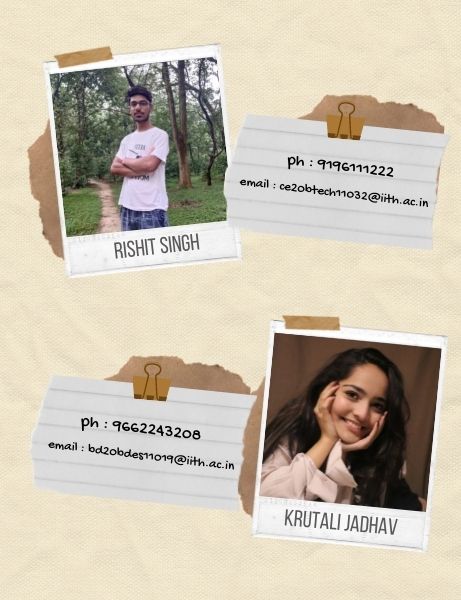 ph : 9196111222
email : ce20btech11032@iith.ac.in
RISHIT SINGH
ph : 9662243208
email : bd20bdes11019@iith.ac.in
KRUTALI JADHAV